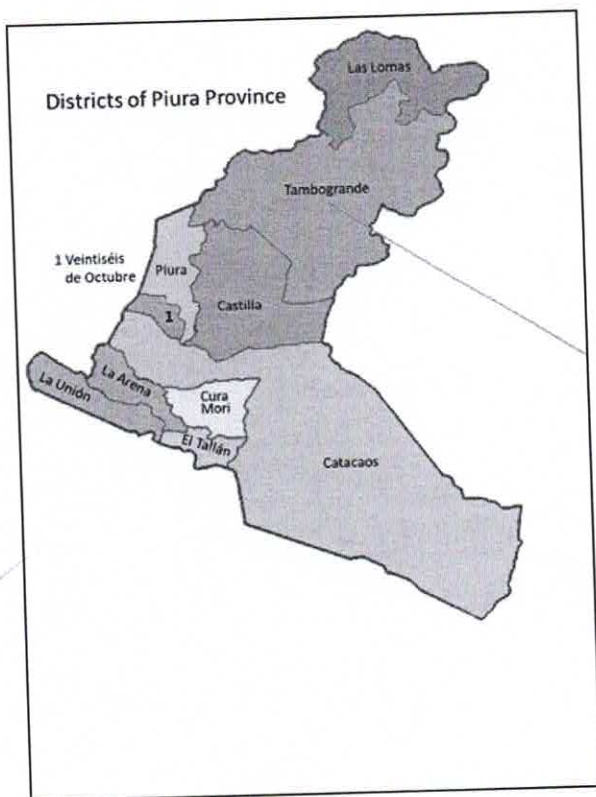 Districts of Piura Province
Las Lomas
Tambogrande
1 Veintiséis
de Octubre
Piura
1
Castilla
La Unión
La Arena
Cura
Mori
El Tallán
Catacaos